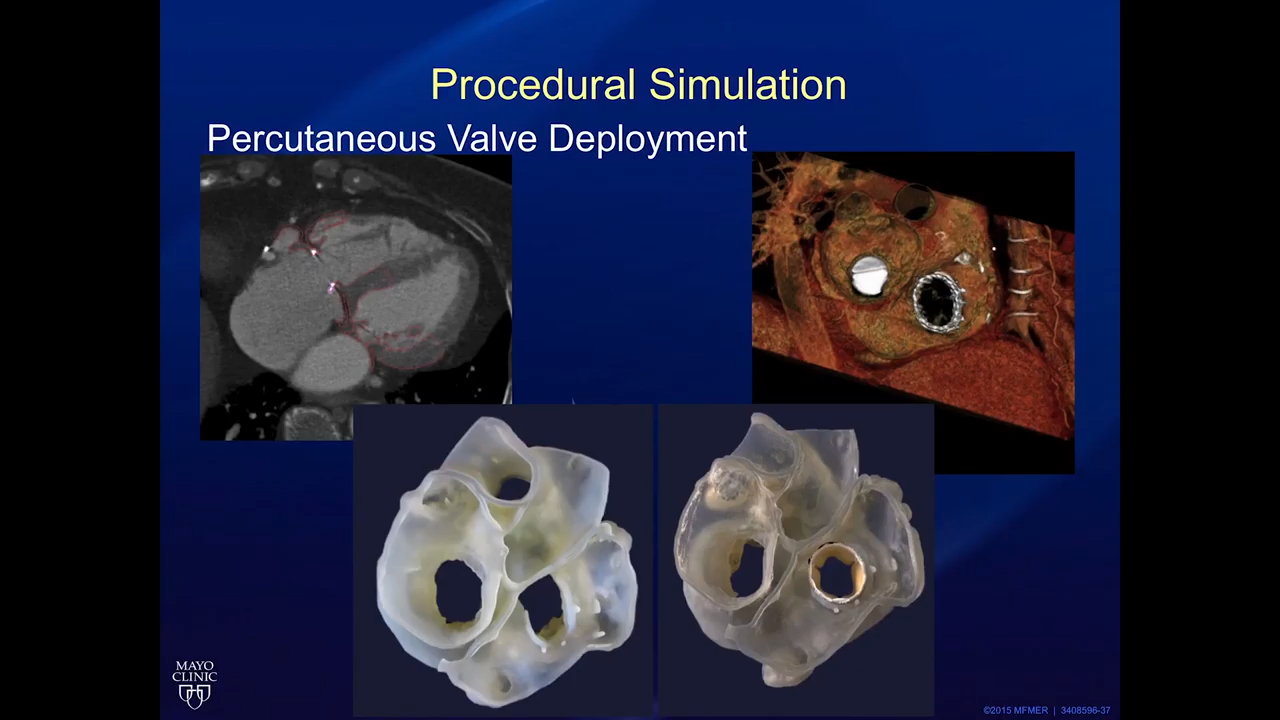 Procedural Simulation
Percutaneous Valve Deployment
MAYO
CLINIC
©2015 MFMER | 3408596-37